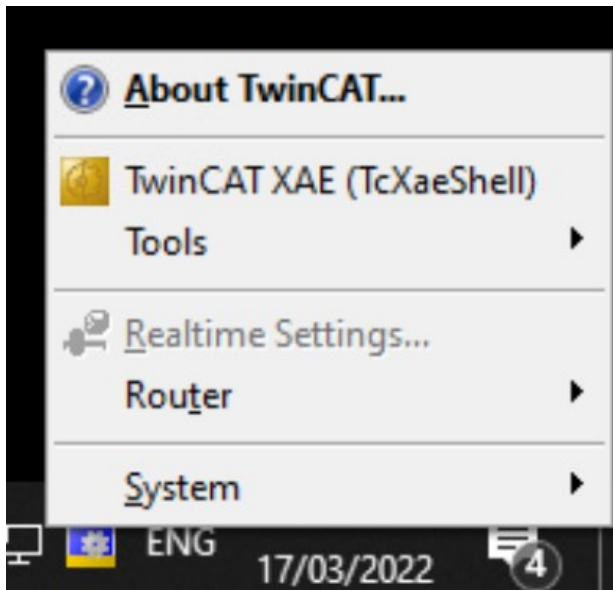 About TwinCAT...
TwinCAT XAE (TcXaeShell)
Tools
Realtime Settings...
Router
System
ENG
17/03/2022
4